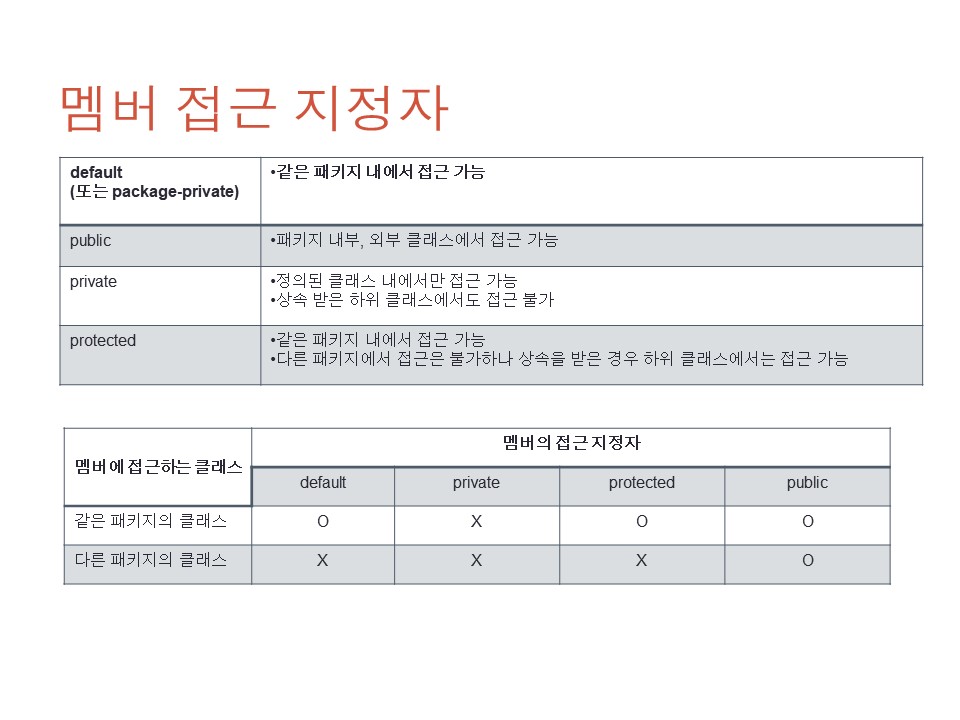 멤버 접근 지정자
default
(또는 package-private)
•같은 패키지 내에서 접근 가능
public
•패키지 내부, 외부 클래스에서 접근 가능
private
•정의된 클래스 내에서만 접근 가능
•상속 받은 하위 클래스에서도 접근 불가
protected
•같은 패키지 내에서 접근 가능
•다른 패키지에서 접근은 불가하나 상속을 받은 경우 하위 클래스에서는 접근 가능
멤버에 접근하는 클래스
멤버의 접근 지정자
default private protected public
같은 패키지의 클래스 O X O O
다른 패키지의 클래스 X X X O